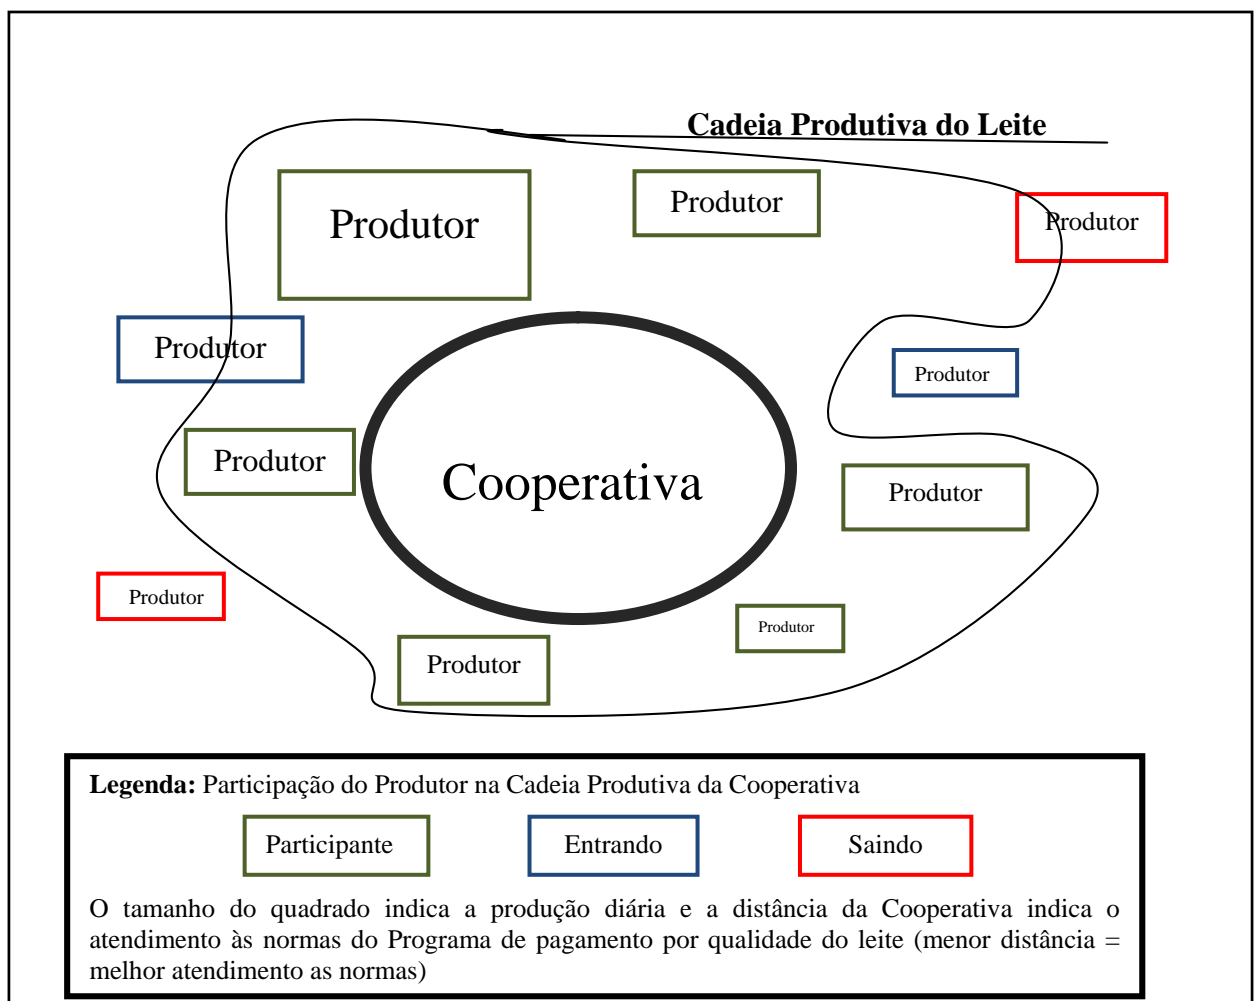 Cadeia Produtiva do Leite
Produtor
Produtor
Produtor
Produtor
Produtor
Produtor
Cooperativa
Produtor
Produtor
Produtor
Produtor
Legenda: Participação do Produtor na Cadeia Produtiva da Cooperativa
Participante
Entrando
Saindo
O tamanho do quadrado indica a produção diária e a distância da Cooperativa indica o
atendimento às normas do Programa de pagamento por qualidade do leite (menor distância =
melhor atendimento as normas)